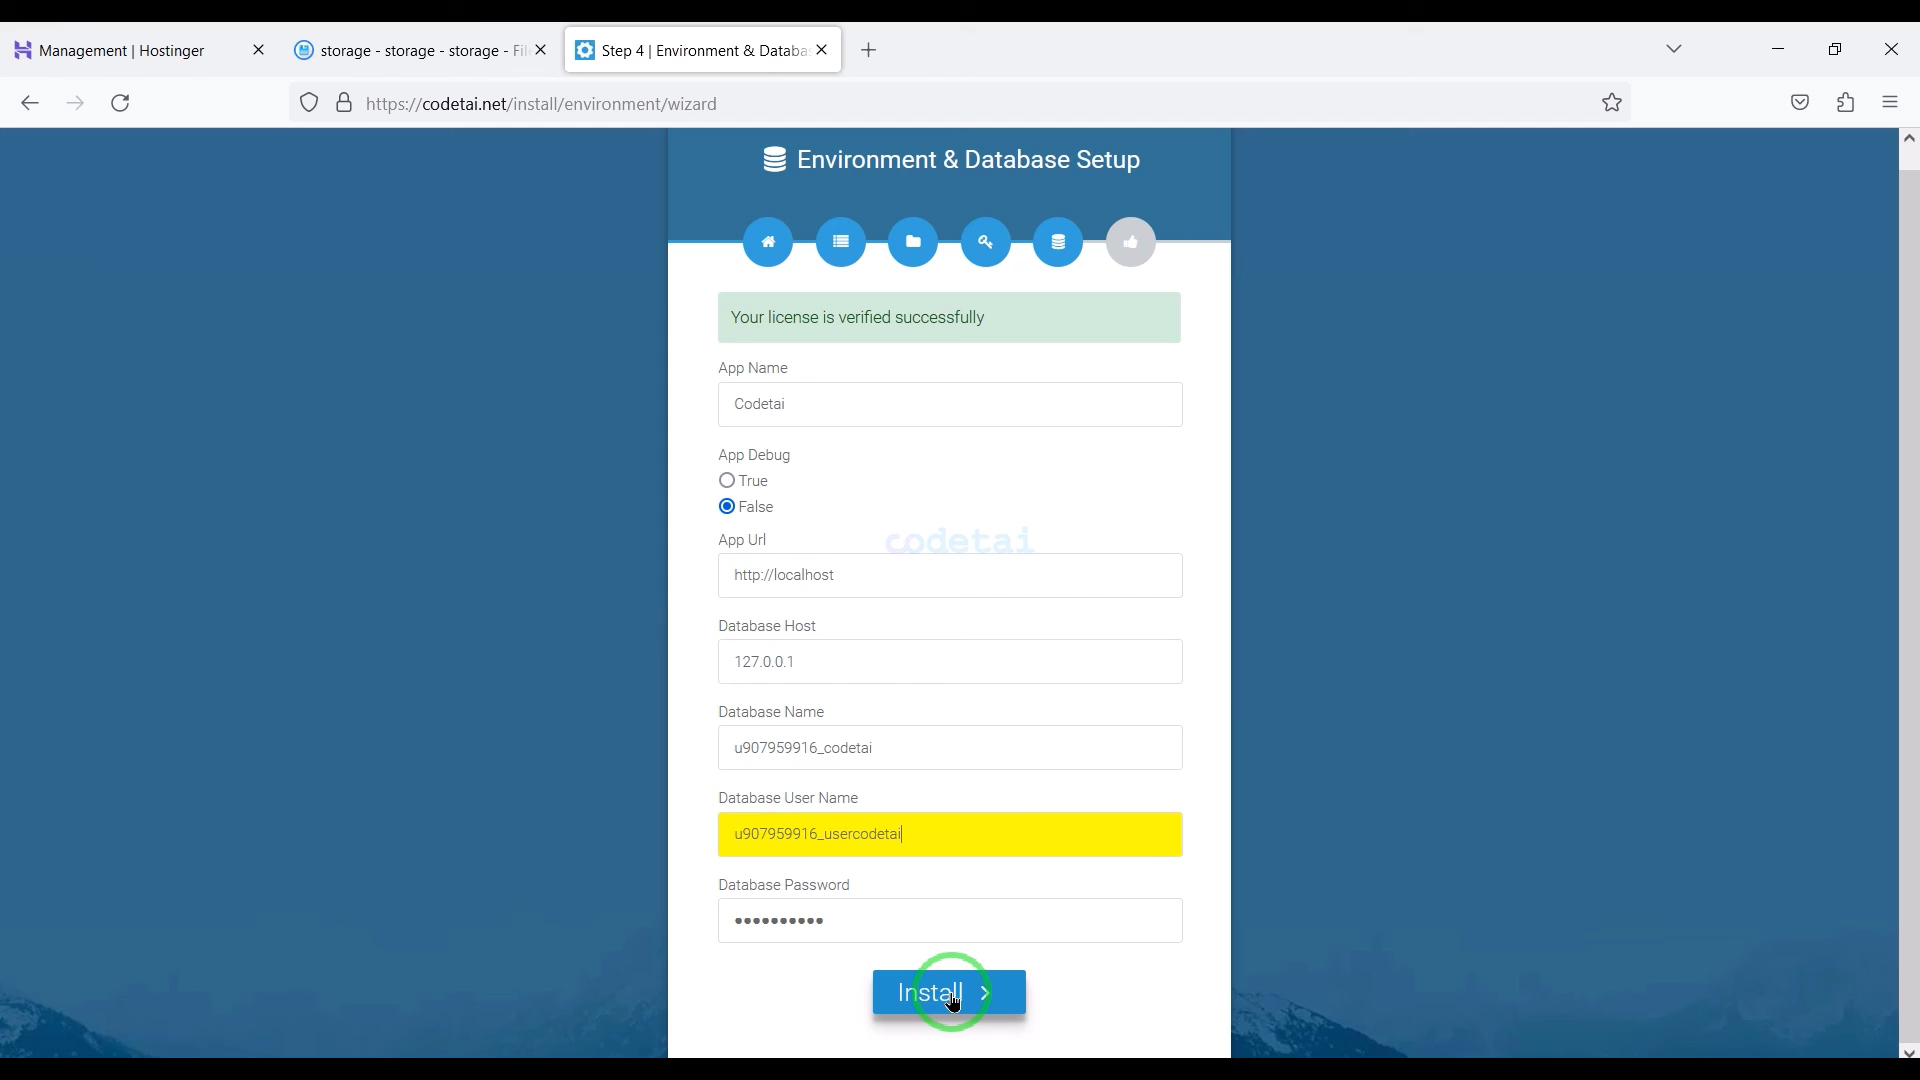 Management | Hostinger
storage - storage - storage - Fil
Step 4 | Environment & Databa
https://codetai.net/install/environment/wizard
Environment & Database Setup
Your license is verified successfully
App Name
Codetai
App Debug
True
False
codetai
App Url
http://localhost
Database Host
127.0.0.1
Database Name
u907959916_codetai
Database User Name
u907959916_usercodetai
Database Password
••••••••••
Install